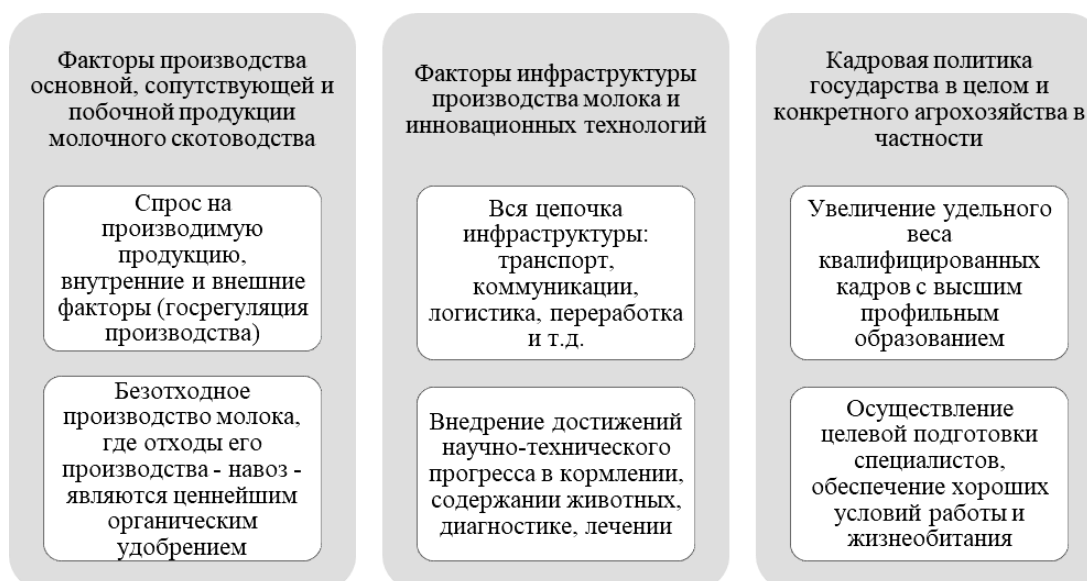 Факторы производства
основной, сопутствующей и
побочной продукции
молочного скотоводства
Спрос на
производимую
продукцию,
внутренние и внешние
факторы (госрегуляция
производства)
Безотходное
производство молока,
где отходы его
производства - навоз -
являются ценнейшим
органическим
удобрением
Факторы инфраструктуры
производства молока и
инновационных технологий
Вся цепочка
инфраструктуры:
транспорт,
коммуникации,
логистика, переработка
и т.д.
Внедрение достижений
научно-технического
прогресса в кормлении,
содержании животных,
диагностике, лечении
Кадровая политика
государства в целом и
конкретного агрохозяйства в
частности
Увеличение удельного
веса
квалифицированных
кадров с высшим
профильным
образованием
Осуществление
целевой подготовки
специалистов,
обеспечение хороших
условий работы и
жизнеобитания